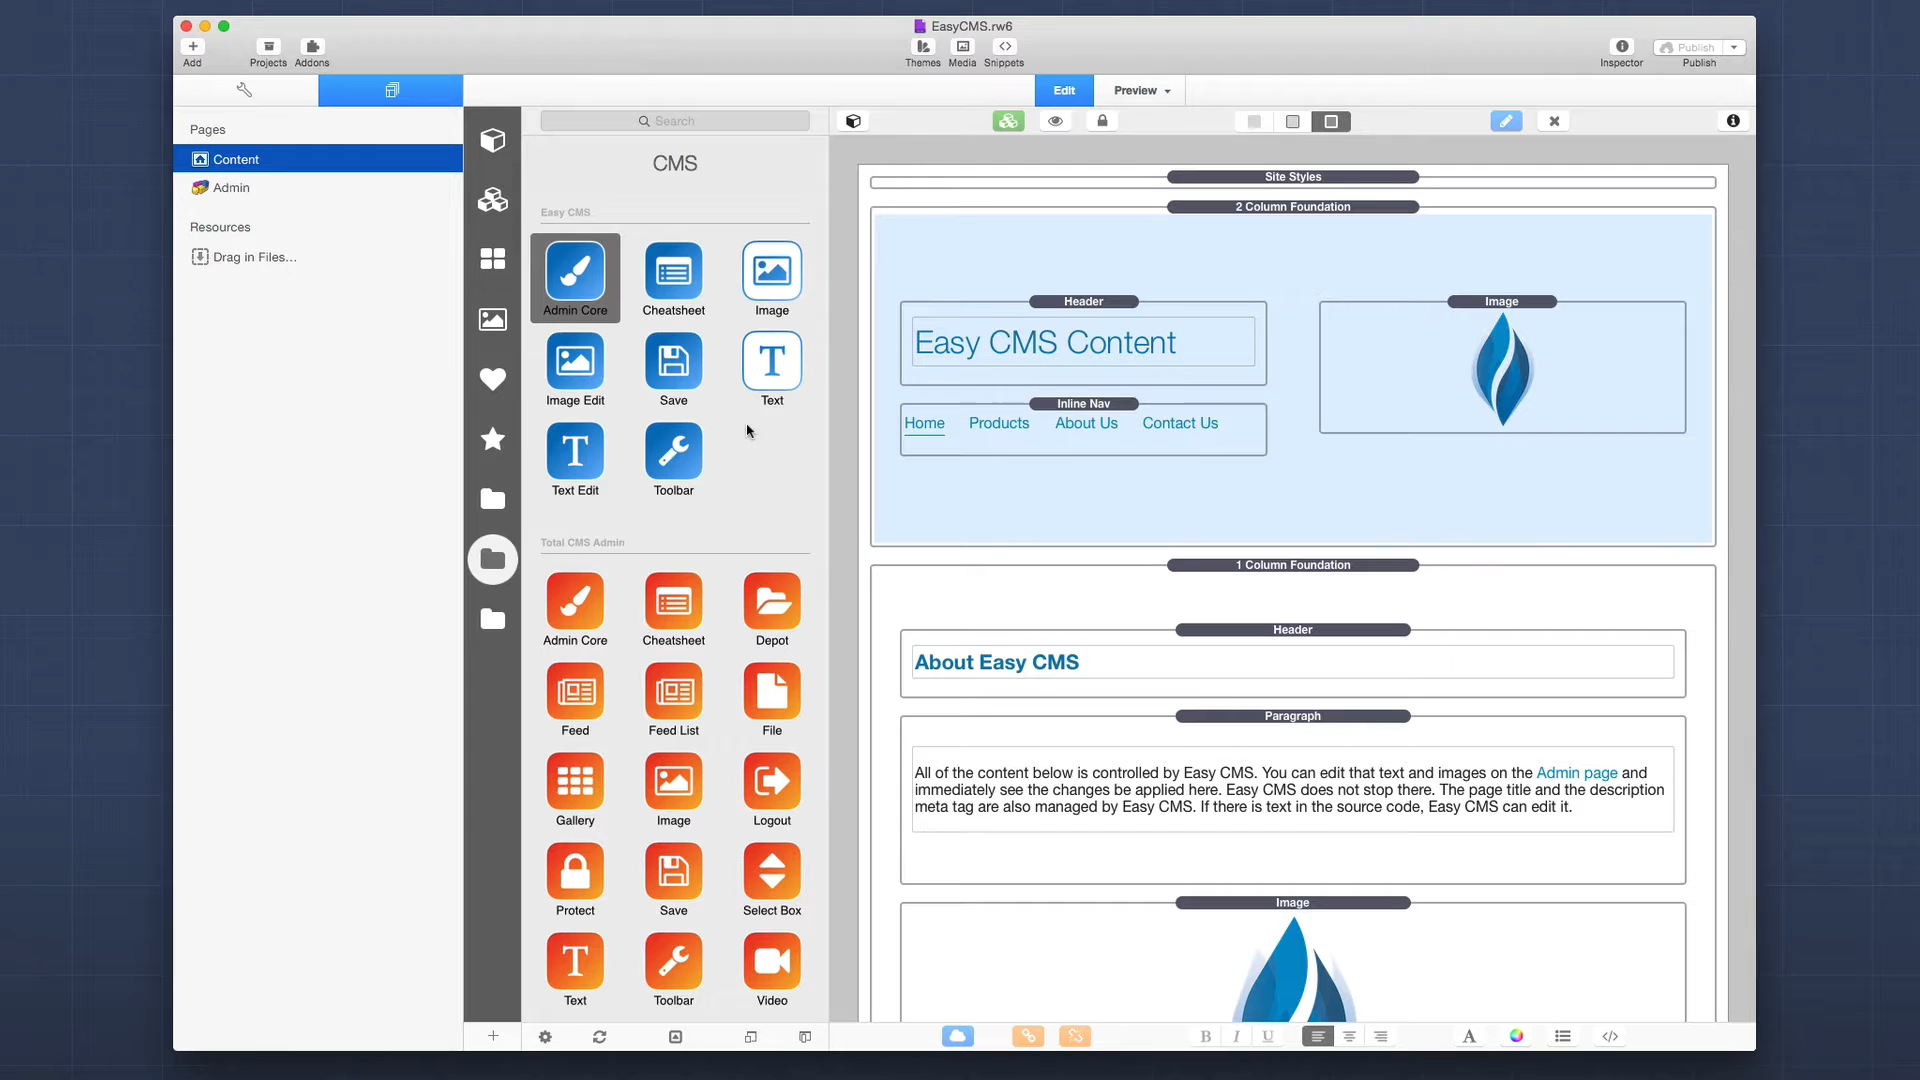 EasyCMS.rw6
Add
Projects
Addons
Themes
Media
Snippets
Inspector
Publish
Publish
Edit
Preview
Pages
Content
Admin
Resources
Drag in Files...
Search
CMS
Easy CMS
Admin Core
Cheatsheet
Image
Image Edit
Save
Text
Text Edit
Toolbar
Total CMS Admin
Admin Core
Cheatsheet
Depot
Feed
Feed List
File
Gallery
Image
Logout
Protect
Save
Select Box
Text
Toolbar
Video
Site Styles
2 Column Foundation
Header
Easy CMS Content
Image
Inline Nav
Home Products About Us Contact Us
1 Column Foundation
Header
About Easy CMS
Paragraph
All of the content below is controlled by Easy CMS. You can edit that text and images on the Admin page and
immediately see the changes be applied here. Easy CMS does not stop there. The page title and the description
meta tag are also managed by Easy CMS. If there is text in the source code, Easy CMS can edit it.
Image
B I U
A